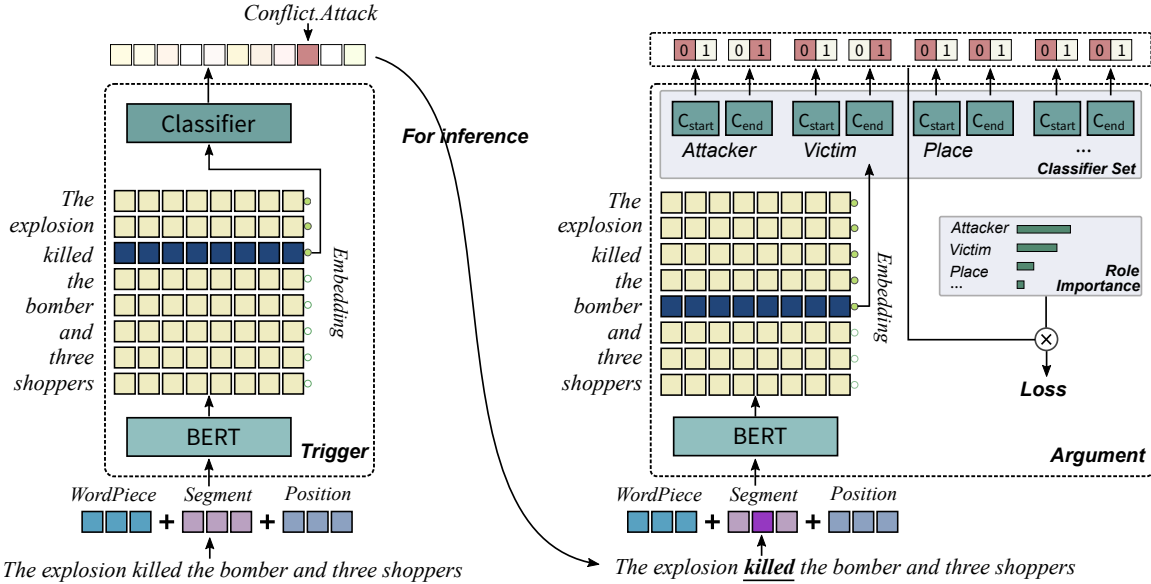 Conflict.Attack
Classifier
For inference
The
explosion
killed
the
bomber
and
three
shoppers
Embedding
BERT
Trigger
WordPiece + Segment + Position
The explosion killed the bomber and three shoppers
0 1 0 1 0 1 0 1 0 1 0 1 0 1 0 1
Cstart Cend Cstart Cend Cstart Cend Cstart Cend
Attacker Victim Place ...
Classifier Set
The
explosion
killed
the
bomber
and
three
shoppers
Embedding
Attacker
Victim
Place
...
Role
Importance
×
Loss
BERT
Argument
WordPiece + Segment + Position
The explosion killed the bomber and three shoppers